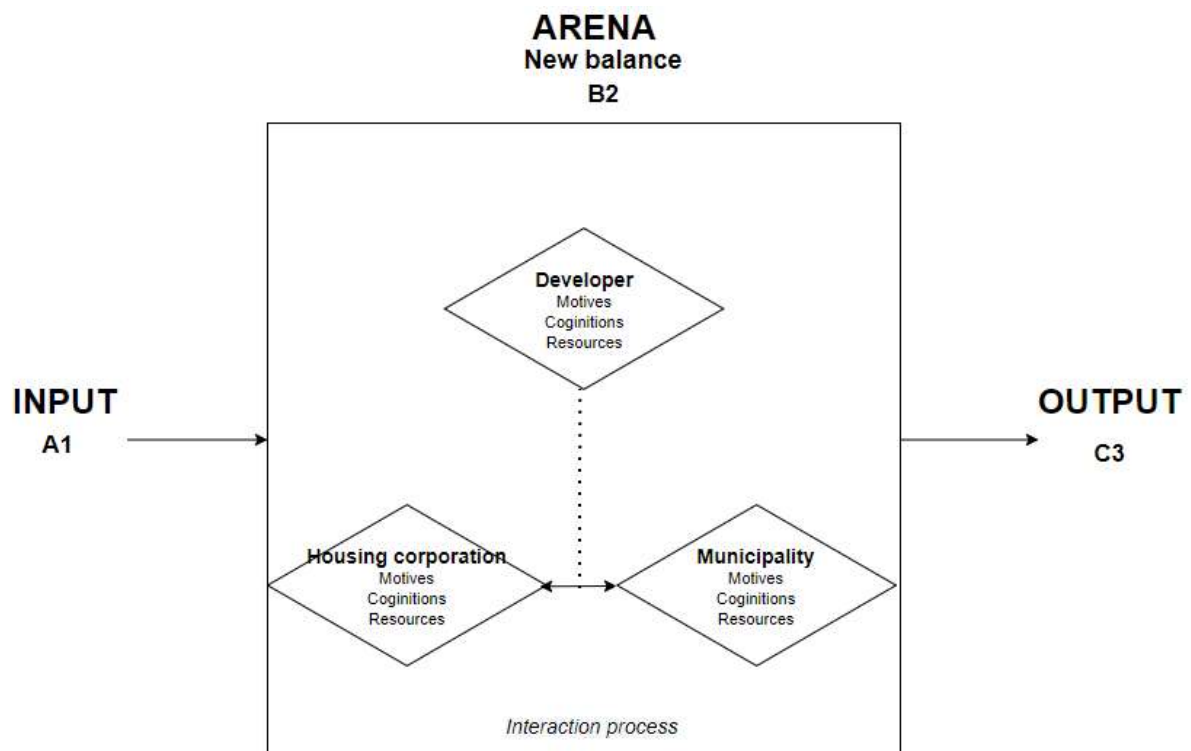 ARENA
New balance
B2
Developer
Motives
Coginitions
Resources
INPUT
A1
OUTPUT
C3
Housing corporation
Motives
Coginitions
Resources
Municipality
Motives
Coginitions
Resources
Interaction process